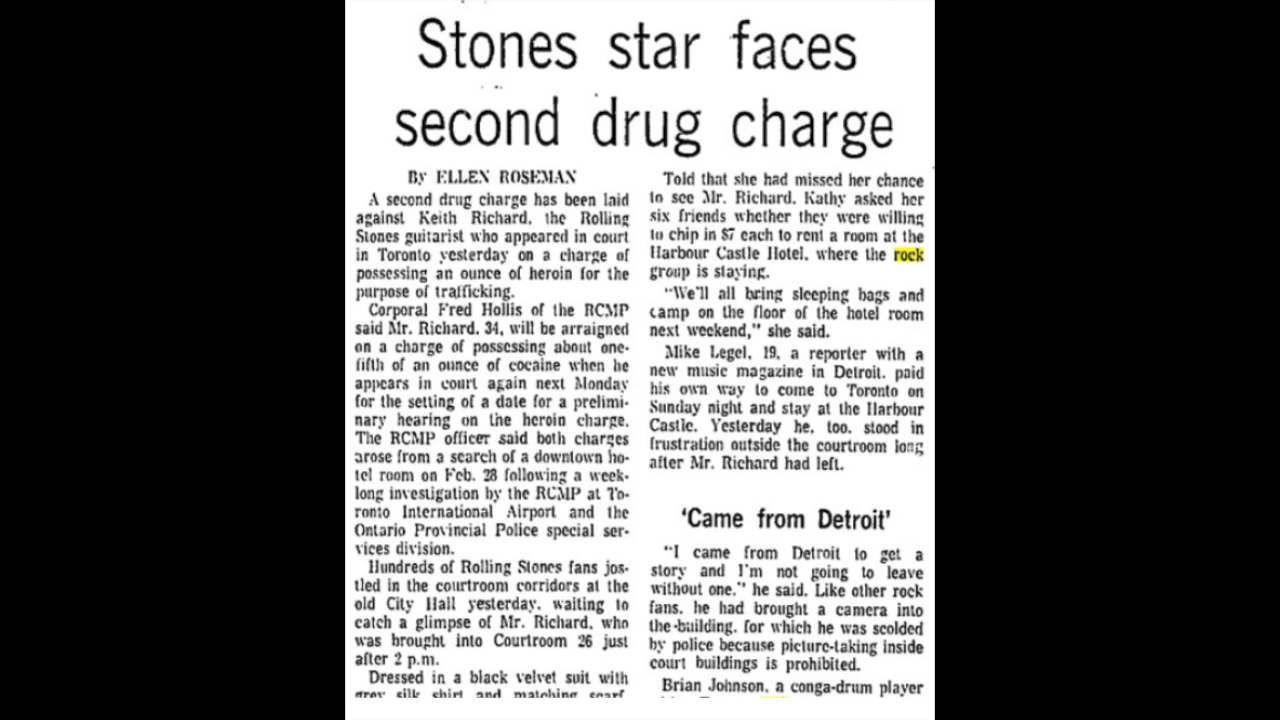 Stones star faces
second drug charge
By ELLEN ROSEMAN
A second drug charge has been laid
against Keith Richard, the Rolling
Stones guitarist who appeared in court
in Toronto yesterday on a charge of
possessing an ounce of heroin for the
purpose of trafficking.
Corporal Fred Hollis of the RCMP
said Mr. Richard, 34, will be arraigned
on a charge of possessing about one-
fifth of an ounce of cocaine when he
appears in court again next Monday
for the setting of a date for a prelimi-
nary hearing on the heroin charge.
The RCMP officer said both charges
arose from a search of a downtown ho-
tel room on Feb. 28 following a week-
long investigation by the RCMP at To-
ronto International Airport and the
Ontario Provincial Police special ser-
vices division.
Hundreds of Rolling Stones fans jos-
tled in the courtroom corridors at the
old City Hall yesterday, waiting to
catch a glimpse of Mr. Richard, who
was brought into Courtroom 26 just
after 2 p.m.
Dressed in a black velvet suit with
grey silk shirt and matching scarf,
Told that she had missed her chance
to see Mr. Richard, Kathy asked her
six friends whether they were willing
to chip in $7 each to rent a room at the
Harbour Castle Hotel, where the rock
group is staying.
"We'll all bring sleeping bags and
camp on the floor of the hotel room
next weekend," she said.
Mike Legel, 19, a reporter with a
new music magazine in Detroit, paid
his own way to come to Toronto on
Sunday night and stay at the Harbour
Castle. Yesterday he, too, stood in
frustration outside the courtroom long
after Mr. Richard had left.
'Came from Detroit'
"I came from Detroit to get a
story and I'm not going to leave
without one," he said. Like other rock
fans, he had brought a camera into
the building, for which he was scolded
by police because picture-taking inside
court buildings is prohibited.
Brian Johnson, a conga-drum player